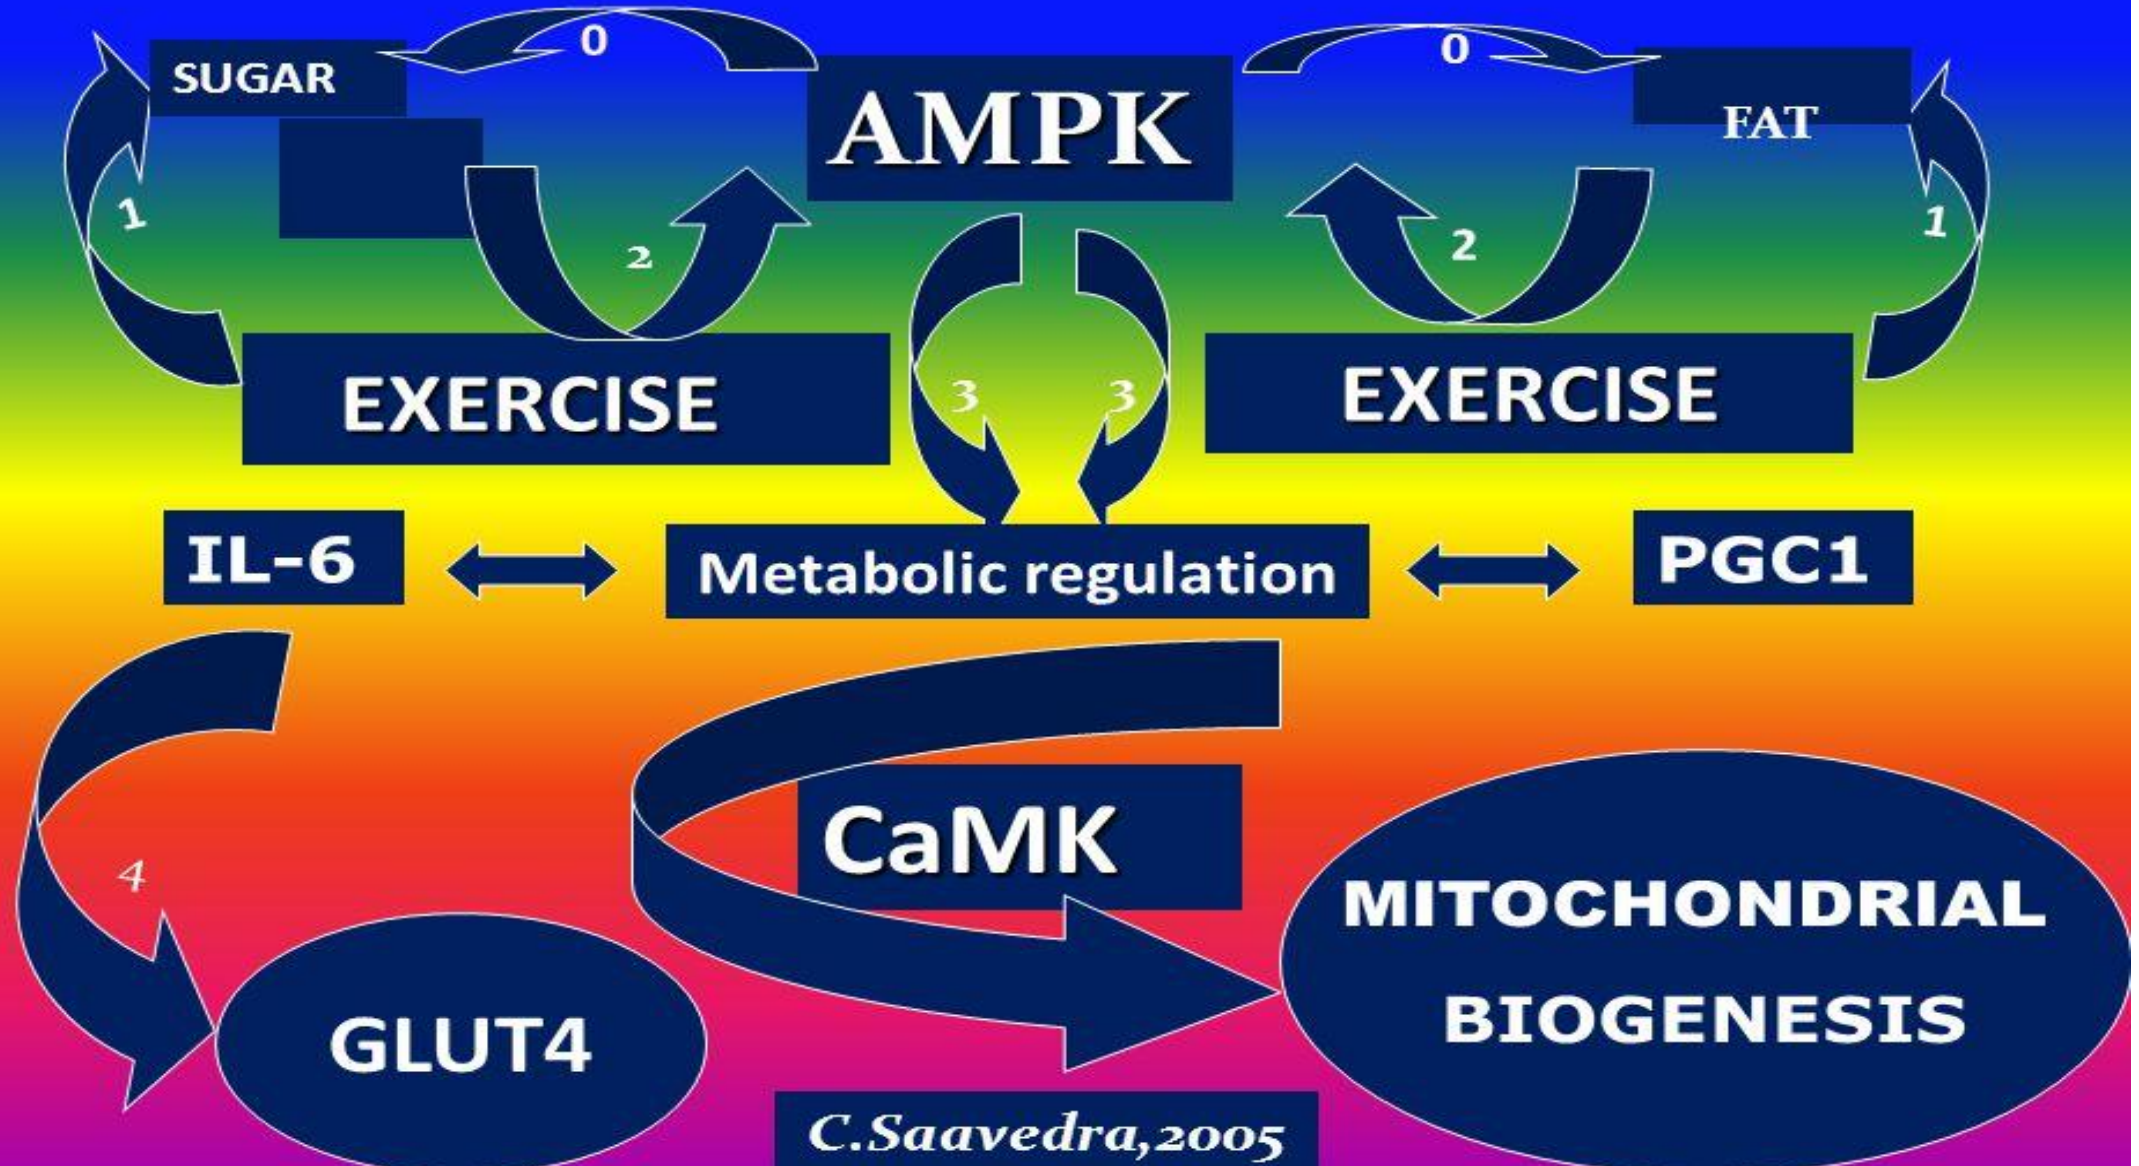 0
0
SUGAR
AMPK
FAT
1
2
2
1
EXERCISE
3
3
EXERCISE
IL-6
Metabolic regulation
PGC1
CaMK
4
MITOCHONDRIAL
BIOGENESIS
GLUT4
C.Saavedra,2005